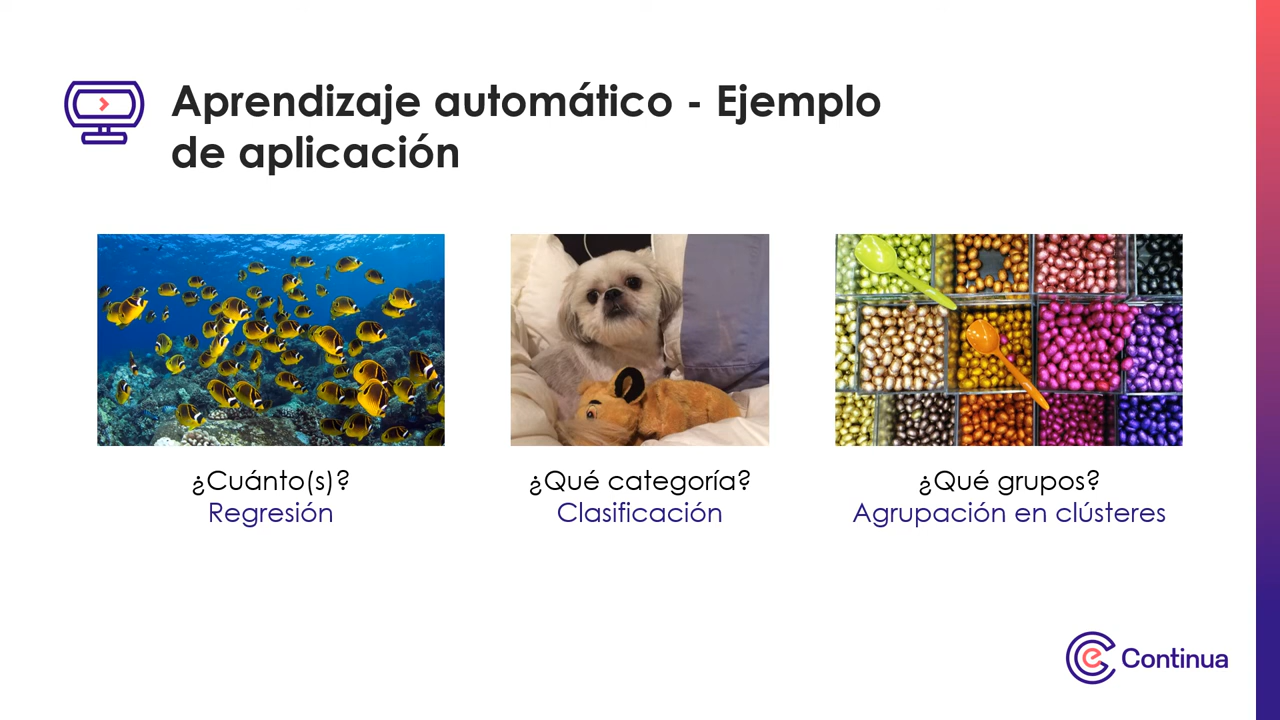 Aprendizaje automático - Ejemplo
de aplicación
¿Cuánto(s)?
Regresión
¿Qué categoría?
Clasificación
¿Qué grupos?
Agrupación en clústeres
Continua